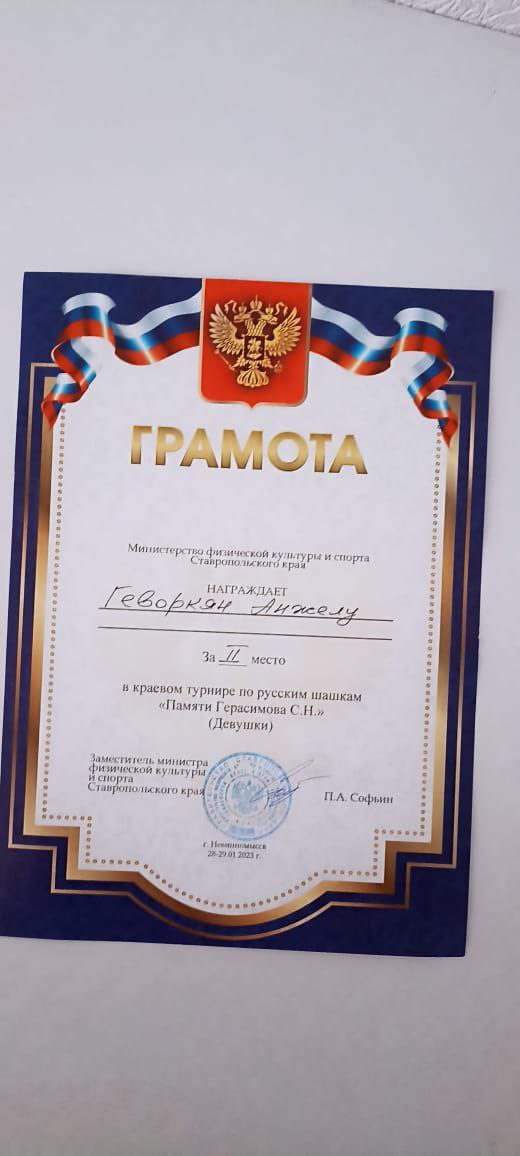 ГРАМОТА
Министерство физической культуры и спорта
Ставропольского края
НАГРАЖДАЕТ
Геворкян Анжелу
За II место
в краевом турнире по русским шашкам
«Памяти Герасимова С.Н.»
(Девушки)
Заместитель министра
физической культуры
и спорта
Ставропольского края
П.А. Софьин
г. Невинномысск
28-29.01.2023 г.